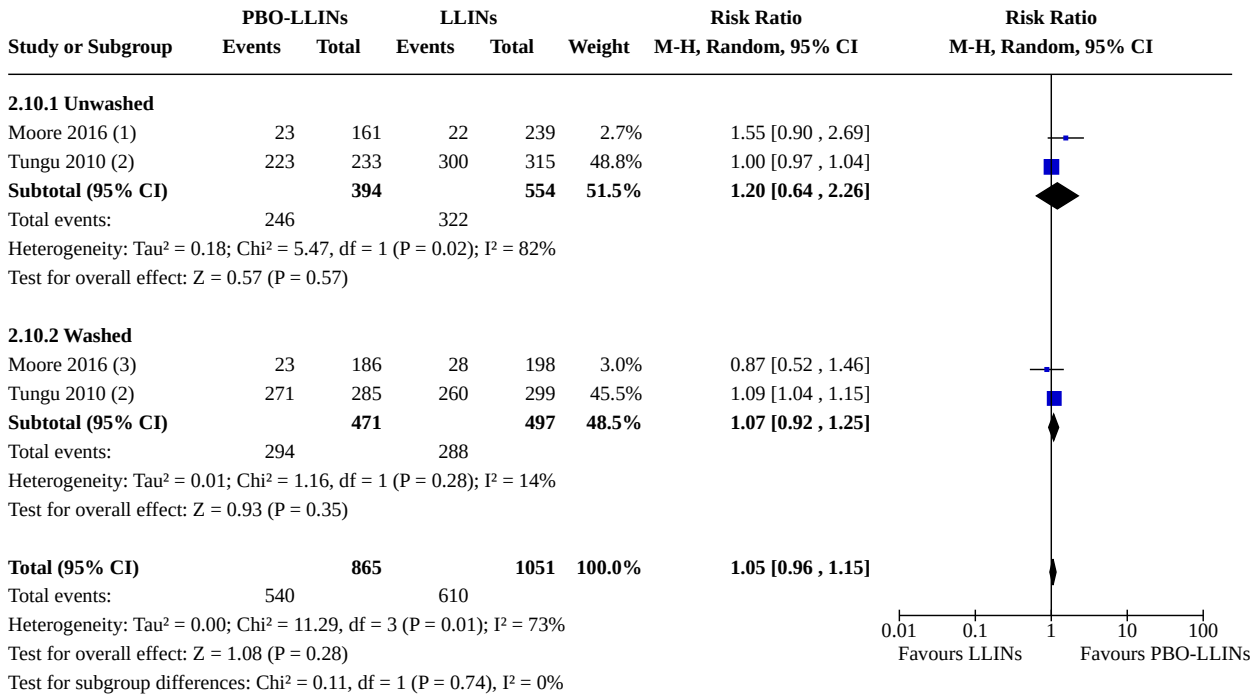 PBO-LLINs LLINs Risk Ratio Risk Ratio
Study or Subgroup Events Total Events Total Weight M-H, Random, 95% CI M-H, Random, 95% CI
2.10.1 Unwashed
Moore 2016 (1) 23 161 22 239 2.7% 1.55 [0.90 , 2.69]
Tungu 2010 (2) 223 233 300 315 48.8% 1.00 [0.97 , 1.04]
Subtotal (95% CI) 394 554 51.5% 1.20 [0.64 , 2.26]
Total events: 246 322
Heterogeneity: Tau² = 0.18; Chi² = 5.47, df = 1 (P = 0.02); I² = 82%
Test for overall effect: Z = 0.57 (P = 0.57)
2.10.2 Washed
Moore 2016 (3) 23 186 28 198 3.0% 0.87 [0.52 , 1.46]
Tungu 2010 (2) 271 285 260 299 45.5% 1.09 [1.04 , 1.15]
Subtotal (95% CI) 471 497 48.5% 1.07 [0.92 , 1.25]
Total events: 294 288
Heterogeneity: Tau² = 0.01; Chi² = 1.16, df = 1 (P = 0.28); I² = 14%
Test for overall effect: Z = 0.93 (P = 0.35)
Total (95% CI) 865 1051 100.0% 1.05 [0.96 , 1.15]
Total events: 540 610
Heterogeneity: Tau² = 0.00; Chi² = 11.29, df = 3 (P = 0.01); I² = 73%
0.01 0.1 1 10 100
Test for overall effect: Z = 1.08 (P = 0.28)
Favours LLINs Favours PBO-LLINs
Test for subgroup differences: Chi² = 0.11, df = 1 (P = 0.74), I² = 0%